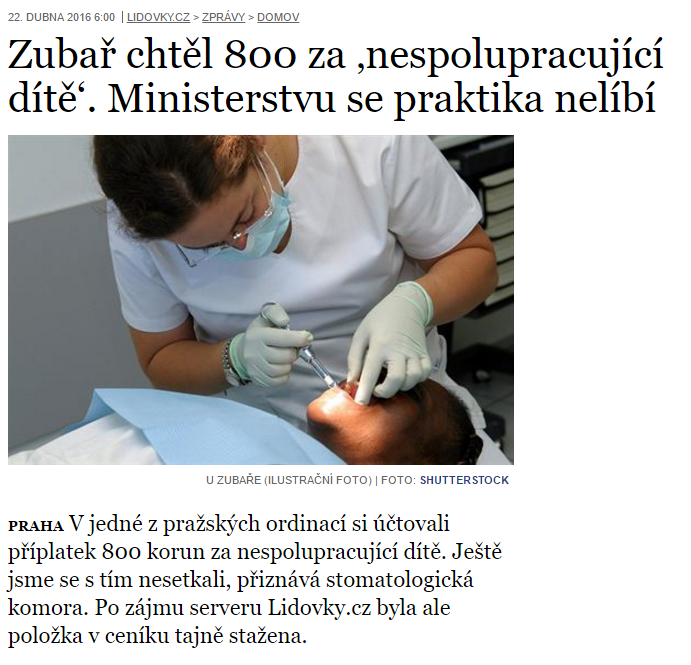 22. DUBNA 2016 6:00 | LIDOVKY.CZ > ZPRÁVY > DOMOV
Zubař chtěl 800 za ‚nespolupracující
dítě‘. Ministerstvu se praktika nelíbí
U ZUBAŘE (ILUSTRAČNÍ FOTO) | FOTO: SHUTTERSTOCK
PRAHA V jedné z pražských ordinací si účtovali
příplatek 800 korun za nespolupracující dítě. Ještě
jsme se s tím nesetkali, přiznává stomatologická
komora. Po zájmu serveru Lidovky.cz byla ale
položka v ceníku tajně stažena.